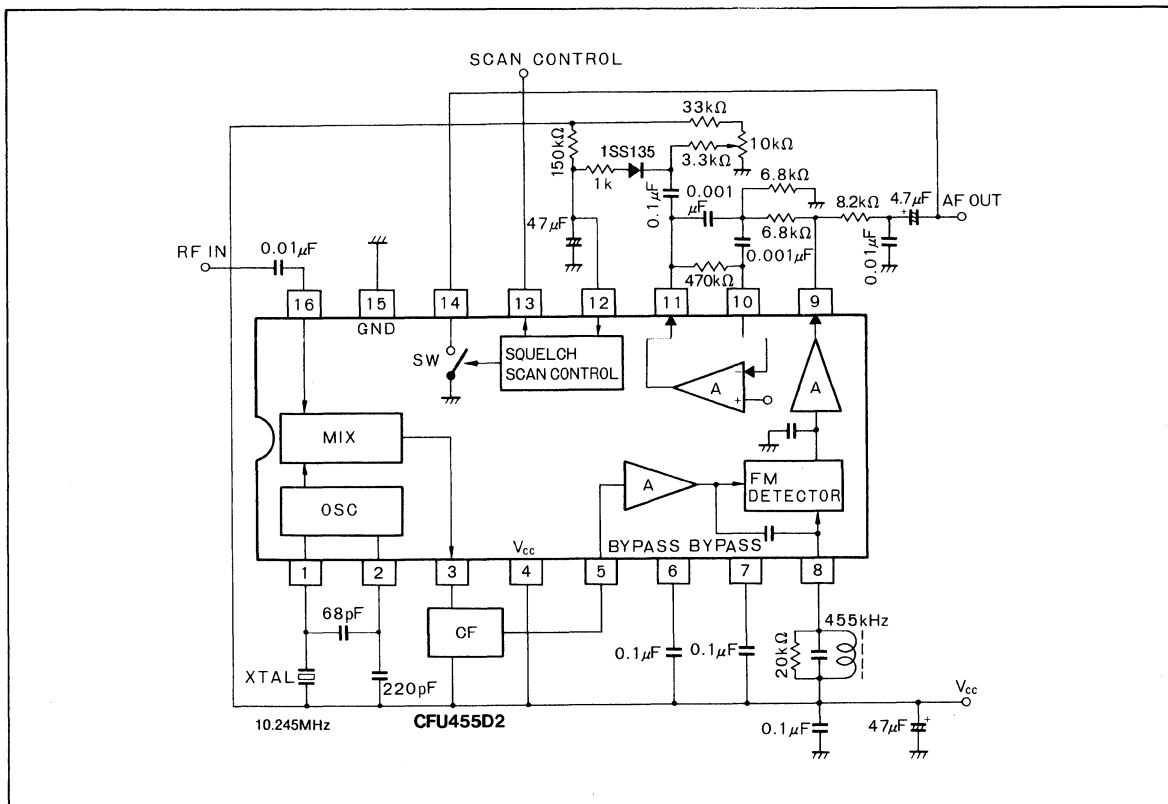 SCAN CONTROL
33kΩ
150kΩ
1SS135
10kΩ
3.3kΩ
1k
0.1μF
0.001
μF
6.8kΩ
8.2kΩ
4.7μF
+
AF OUT
6.8kΩ
47μF
0.001μF
0.01μF
RF IN
0.01μF
470kΩ
16
15
14
13
12
11
10
9
GND
SW
SQUELCH
SCAN CONTROL
A
−
+
A
MIX
OSC
A
FM
DETECTOR
Vcc
BYPASS BYPASS
1
2
3
4
5
6
7
8
68pF
CF
455kHz
0.1μF
0.1μF
20kΩ
XTAL
220pF
Vcc
10.245MHz
CFU455D2
0.1μF
47μF
+